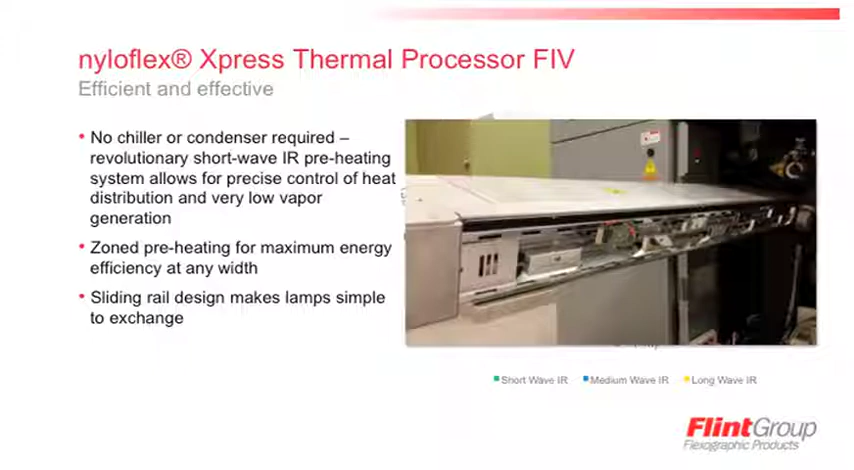 nyloflex® Xpress Thermal Processor FIV
Efficient and effective
• No chiller or condenser required –
revolutionary short-wave IR pre-heating
system allows for precise control of heat
distribution and very low vapor
generation
• Zoned pre-heating for maximum energy
efficiency at any width
• Sliding rail design makes lamps simple
to exchange
Short Wave IR Medium Wave IR Long Wave IR
FlintGroup
Flexographic Products